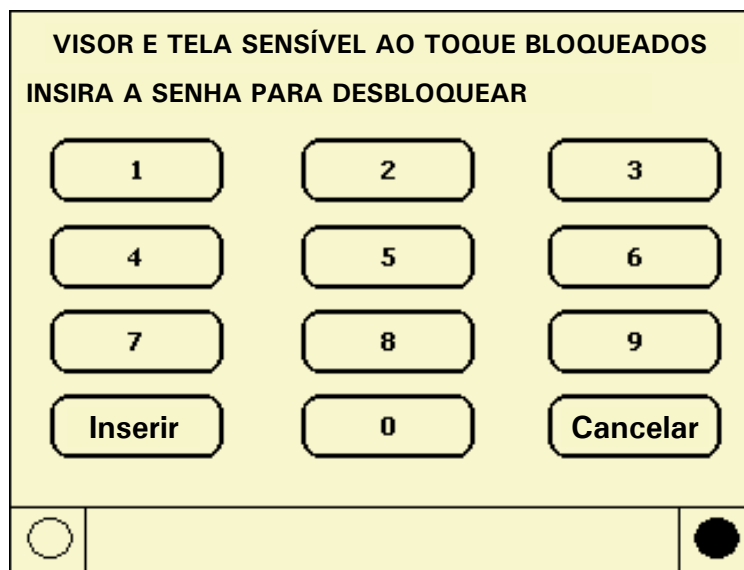 VISOR E TELA SENSÍVEL AO TOQUE BLOQUEADOS
INSIRA A SENHA PARA DESBLOQUEAR
1 2 3
4 5 6
7 8 9
Inserir 0 Cancelar